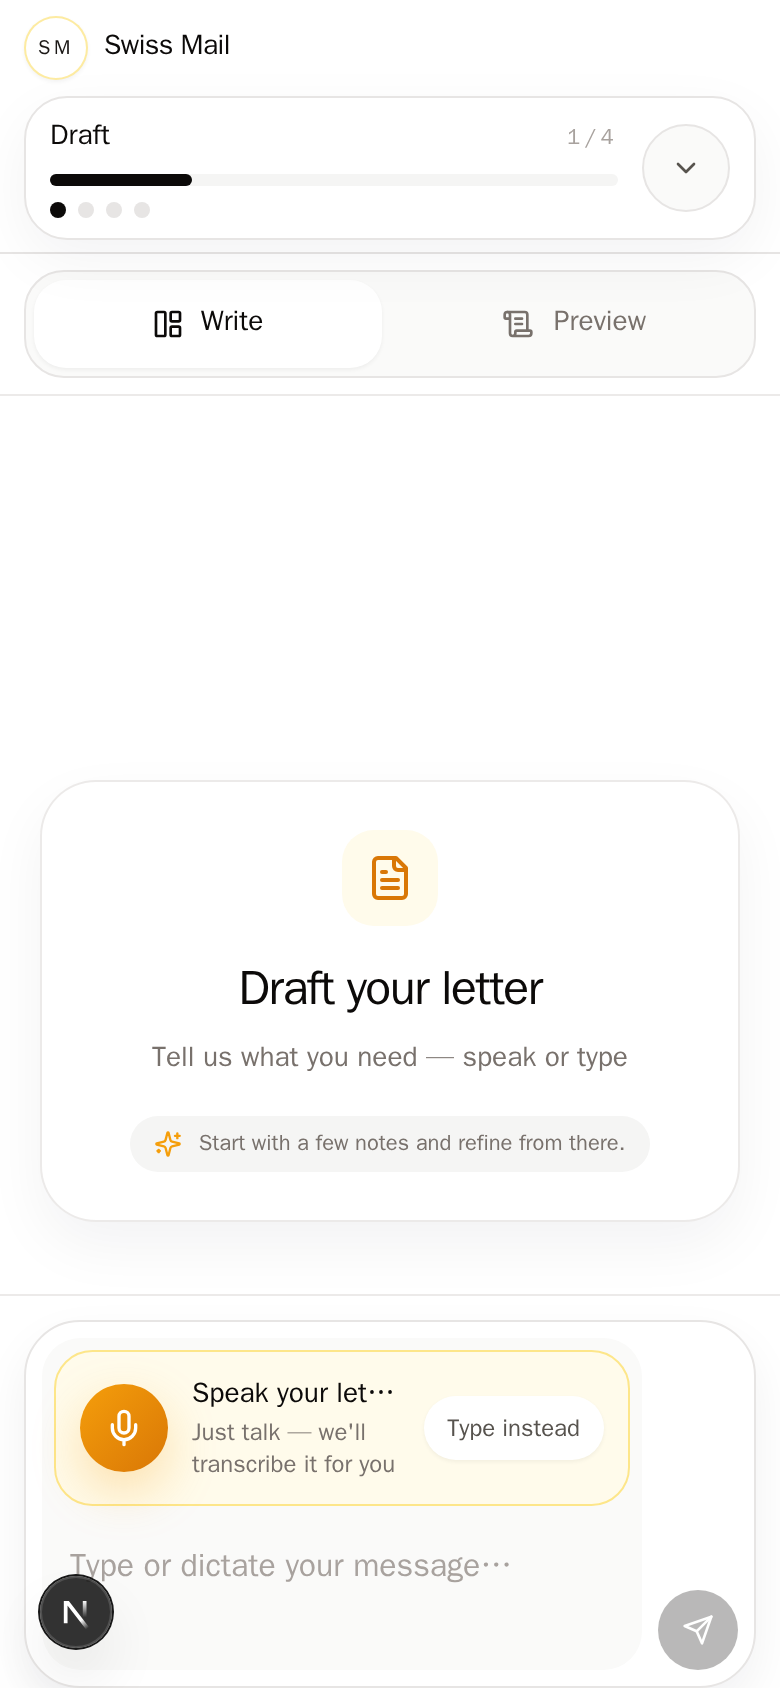 SM
Swiss Mail
Draft
1/4
Write
Preview
Draft your letter
Tell us what you need — speak or type
Start with a few notes and refine from there.
Speak your let…
Just talk — we'll
transcribe it for you
Type instead
Type or dictate your message…
N